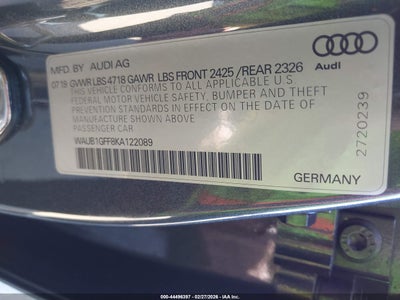 MFD. BY AUDI AG
07/19 GVWR LBS 4718 GAWR LBS FRONT 2425 / REAR 2326
THIS VEHICLE CONFORMS TO ALL APPLICABLE U.S.
FEDERAL MOTOR VEHICLE SAFETY, BUMPER AND THEFT
PREVENTION STANDARDS IN EFFECT ON THE DATE OF
MANUFACTURE SHOWN ABOVE.
PASSENGER CAR
WAUB1GFF8KA122089
Audi
2720239
GERMANY
000-44496397 - 02/27/2026 - IAA Inc.